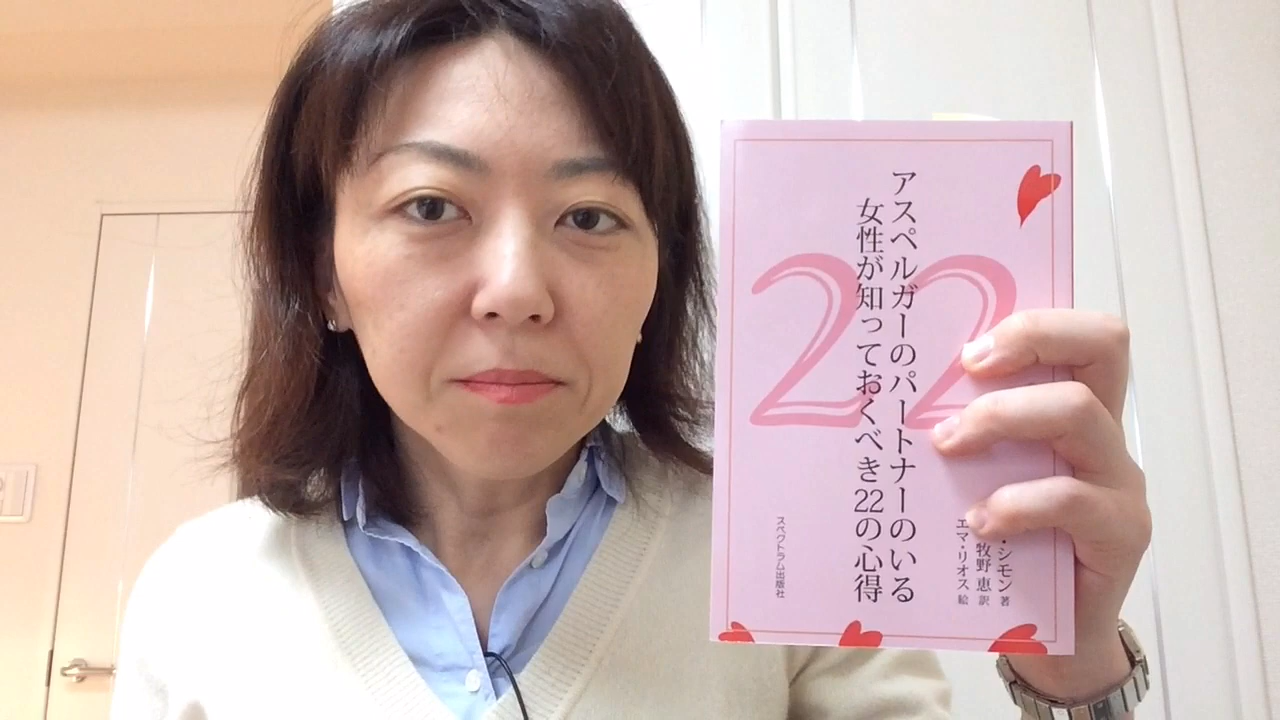 アスペルガーのパートナーのいる
女性が知っておくべき22の心得
22
・シモン 著
牧野 恵 訳
エマ・リオス 絵
スペクトラム出版社